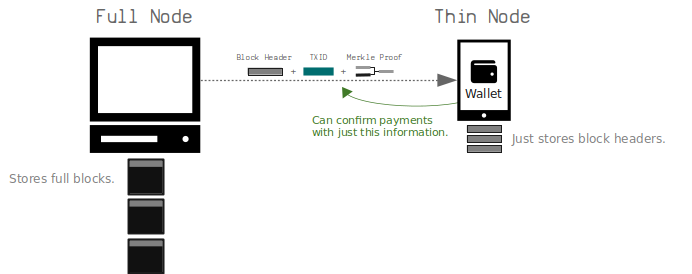 Full Node
Thin Node
Block Header + TXID + Merkle Proof
Wallet
Can confirm payments
with just this information.
Just stores block headers.
Stores full blocks.